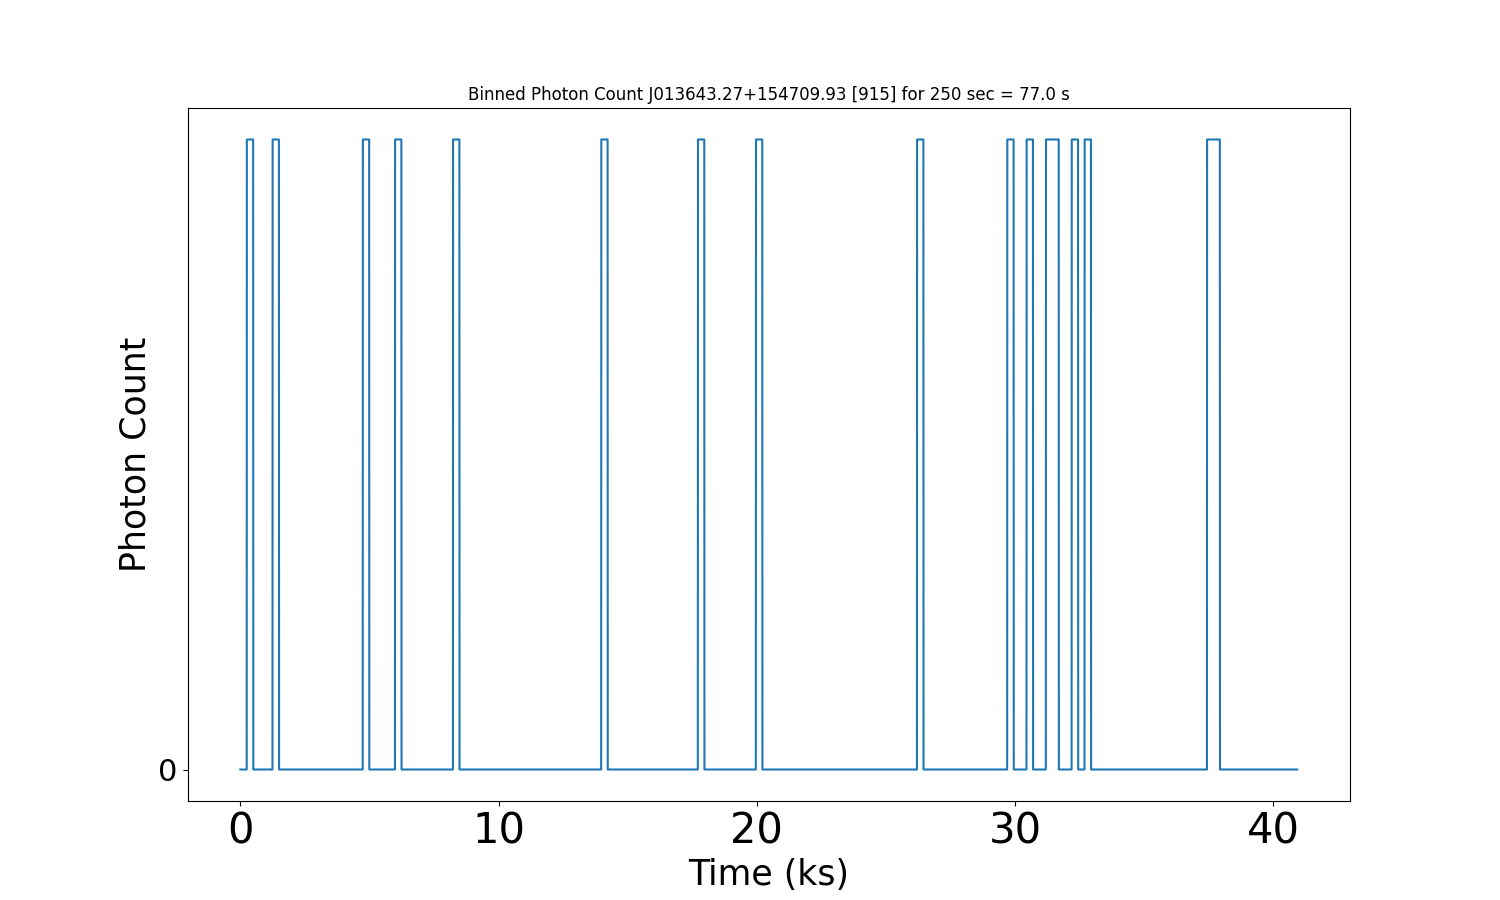 Binned Photon Count J013643.27+154709.93 [915] for 250 sec = 77.0 s
Photon Count
0
0 10 20 30 40
Time (ks)